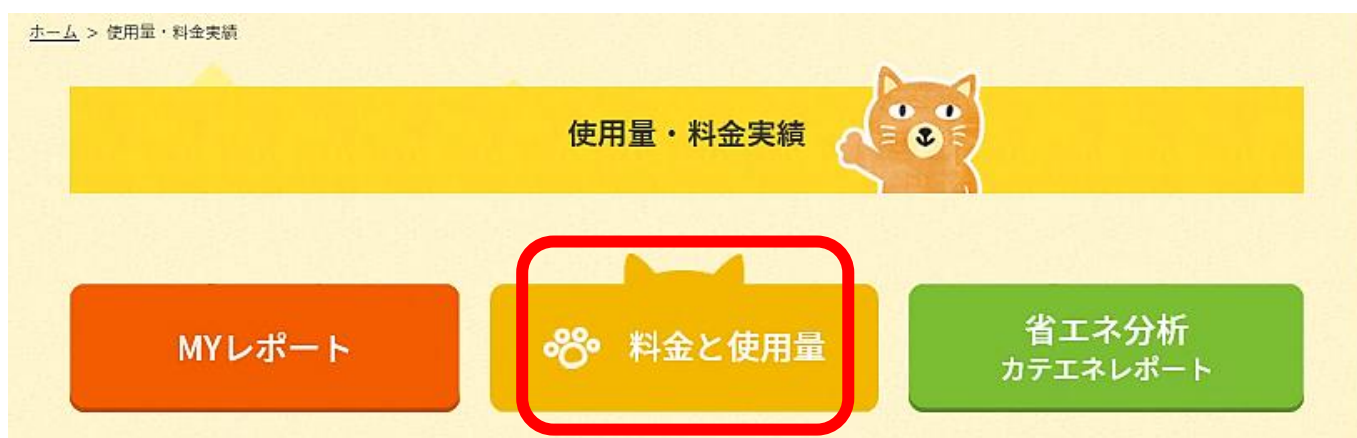 ホーム > 使用量・料金実績
使用量・料金実績
MYレポート
料金と使用量
省エネ分析
カテエネレポート